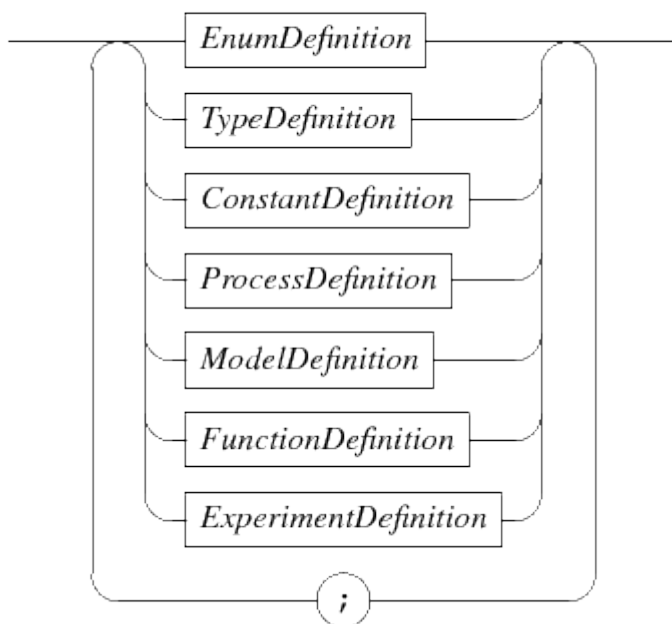 EnumDefinition
TypeDefinition
ConstantDefinition
ProcessDefinition
ModelDefinition
FunctionDefinition
ExperimentDefinition
;